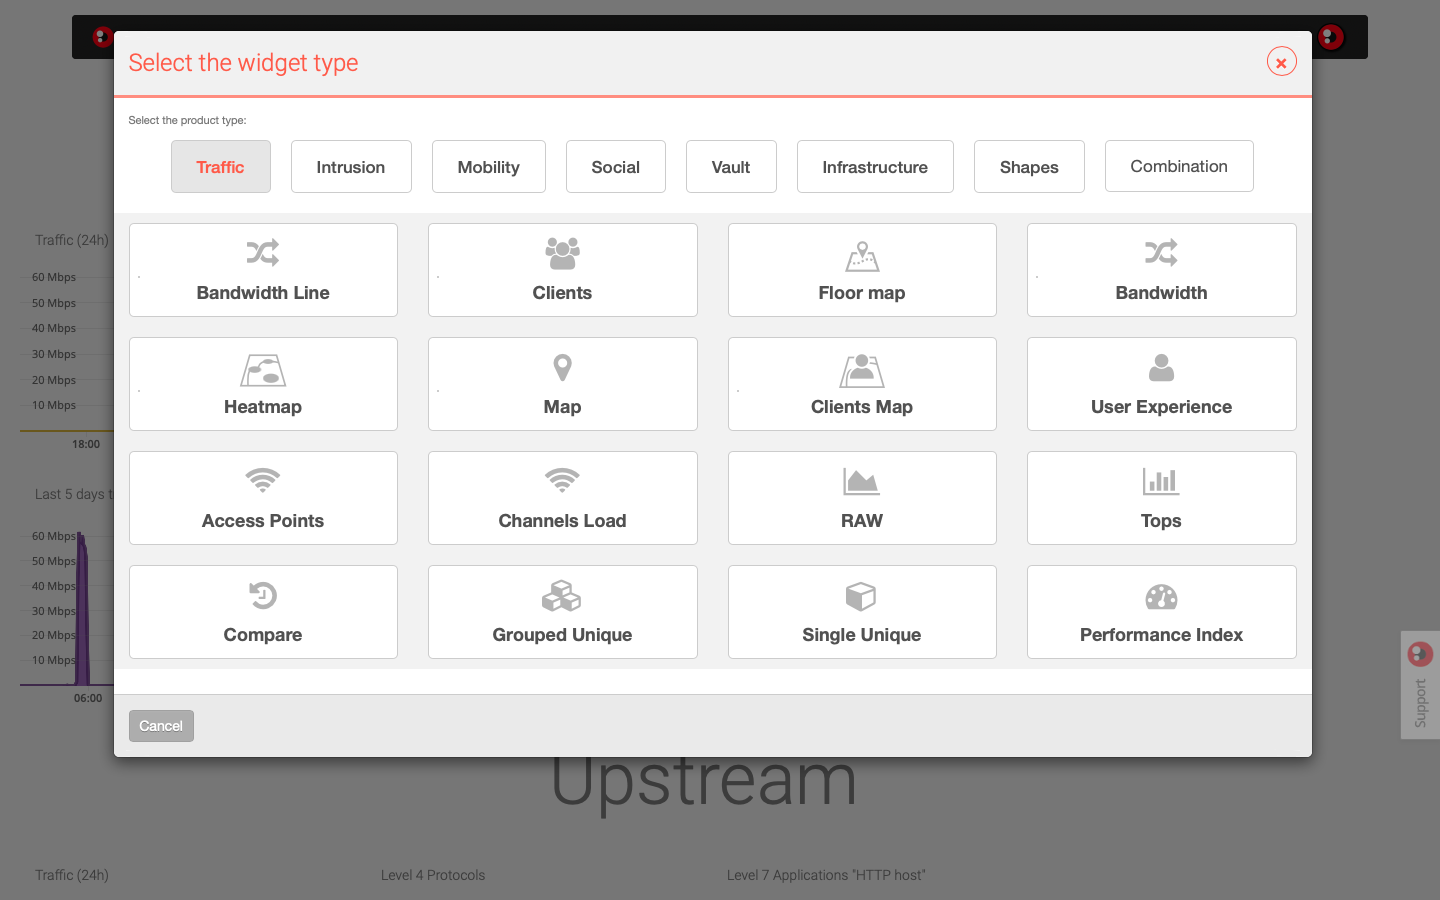 Select the widget type
Select the product type:
Traffic Intrusion Mobility Social Vault Infrastructure Shapes Combination
Bandwidth Line Clients Floor map Bandwidth
Heatmap Map Clients Map User Experience
Access Points Channels Load RAW Tops
Compare Grouped Unique Single Unique Performance Index
Cancel
Traffic (24h)
60 Mbps
50 Mbps
40 Mbps
30 Mbps
20 Mbps
10 Mbps
18:00
Last 5 days t
60 Mbps
50 Mbps
40 Mbps
30 Mbps
20 Mbps
10 Mbps
06:00
Support
Upstream
Traffic (24h) Level 4 Protocols Level 7 Applications "HTTP host"